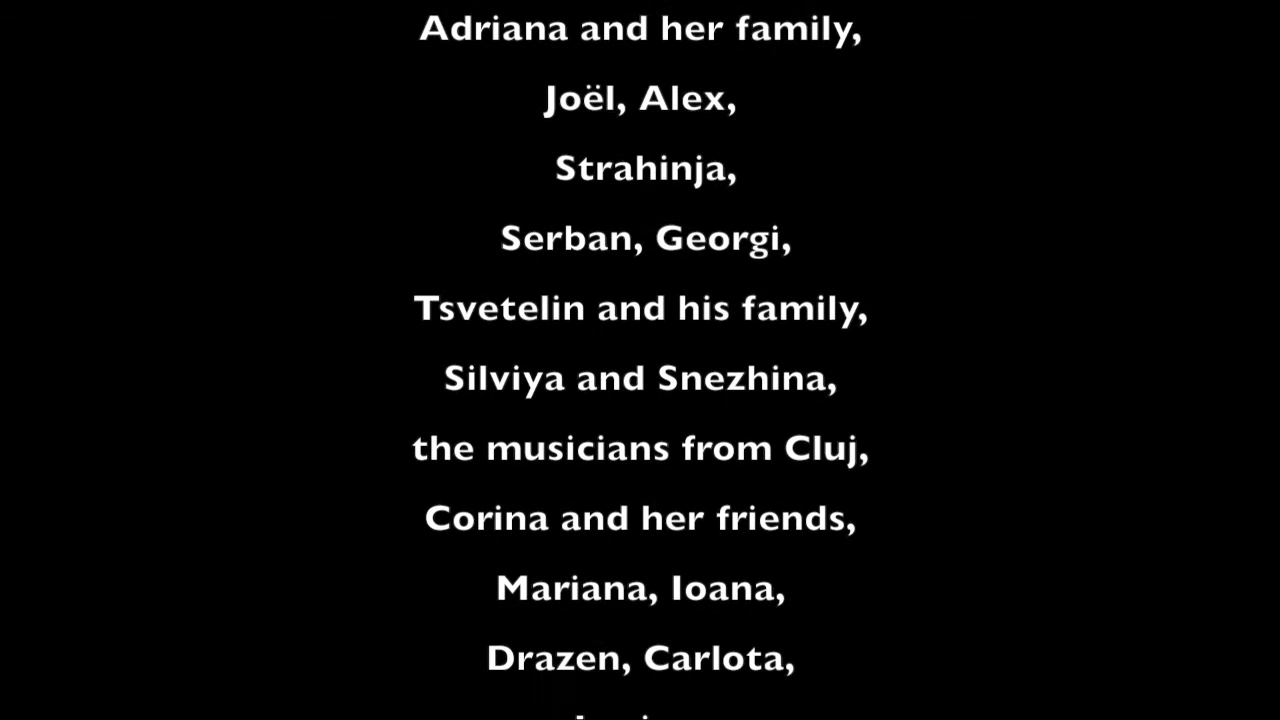 Adriana and her family,
Joël, Alex,
Strahinja,
Serban, Georgi,
Tsvetelin and his family,
Silviya and Snezhina,
the musicians from Cluj,
Corina and her friends,
Mariana, Ioana,
Drazen, Carlota,